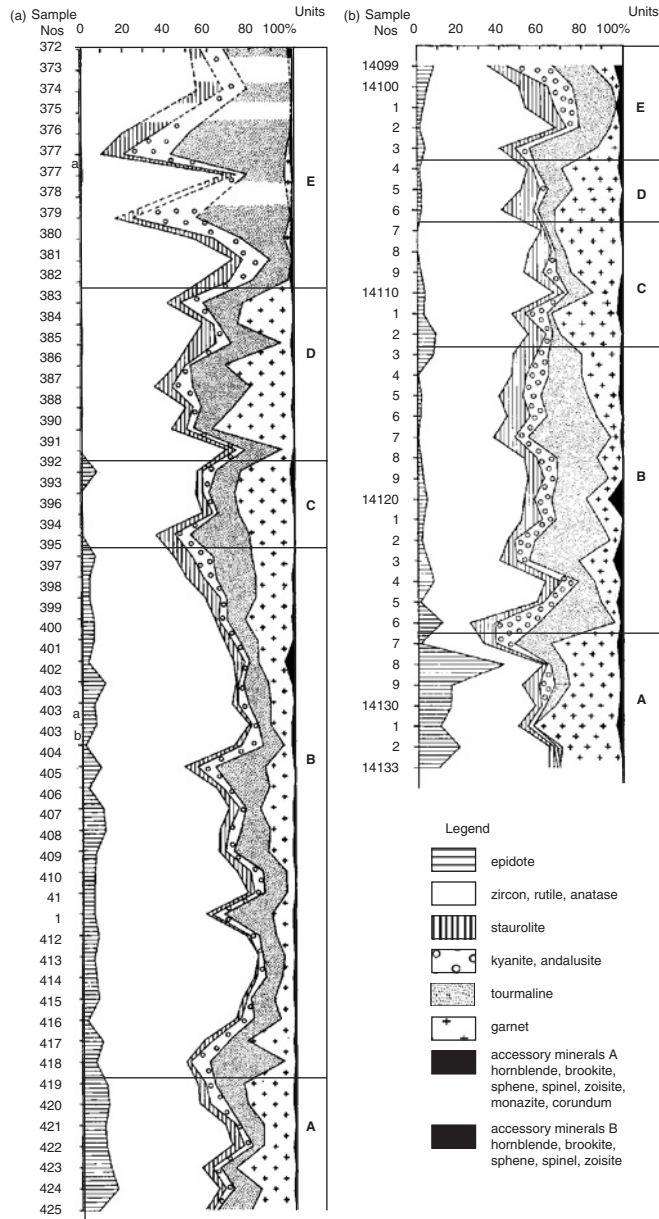 (a) Sample Nos
0 20 40 60 80 100%
Units
372
373
374
375
376
377
a
377
378
379
380
381
382
383
384
385
386
387
388
390
391
392
393
396
394
395
397
398
399
400
401
402
403
403
a
403
b
404
405
406
407
408
409
410
41
1
412
413
414
415
416
417
418
419
420
421
422
423
424
425
E
D
C
B
A
(b) Sample Nos
0 20 40 60 80 100%
Units
14099
14100
1
2
3
4
5
6
7
8
9
14110
1
2
3
4
5
6
7
8
9
14120
1
2
3
4
5
6
7
8
9
14130
1
2
14133
E
D
C
B
A
Legend
epidote
zircon, rutile, anatase
staurolite
kyanite, andalusite
tourmaline
garnet
accessory minerals A
hornblende, brookite,
sphene, spinel, zoisite,
monazite, corundum
accessory minerals B
hornblende, brookite,
sphene, spinel, zoisite